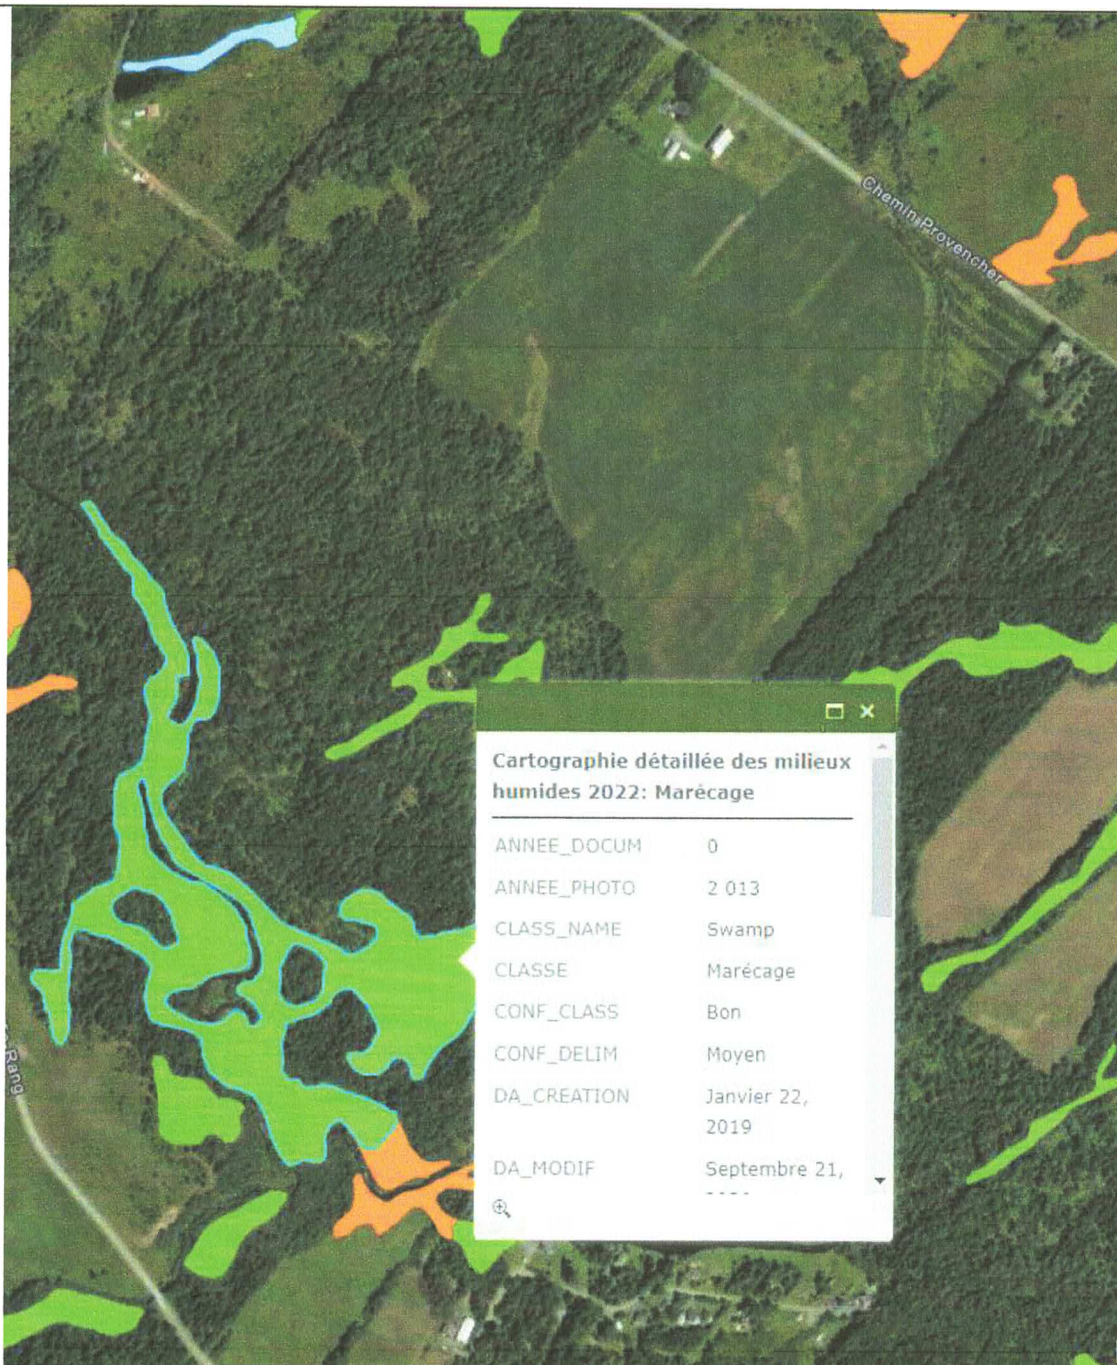 Chemin Provencher
Cartographie détaillée des milieux
humides 2022: Marécage
ANNEE_DOCUM 0
ANNEE_PHOTO 2 013
CLASS_NAME Swamp
CLASSE Marécage
CONF_CLASS Bon
CONF_DELIM Moyen
DA_CREATION Janvier 22,
2019
DA_MODIF Septembre 21,
Rang